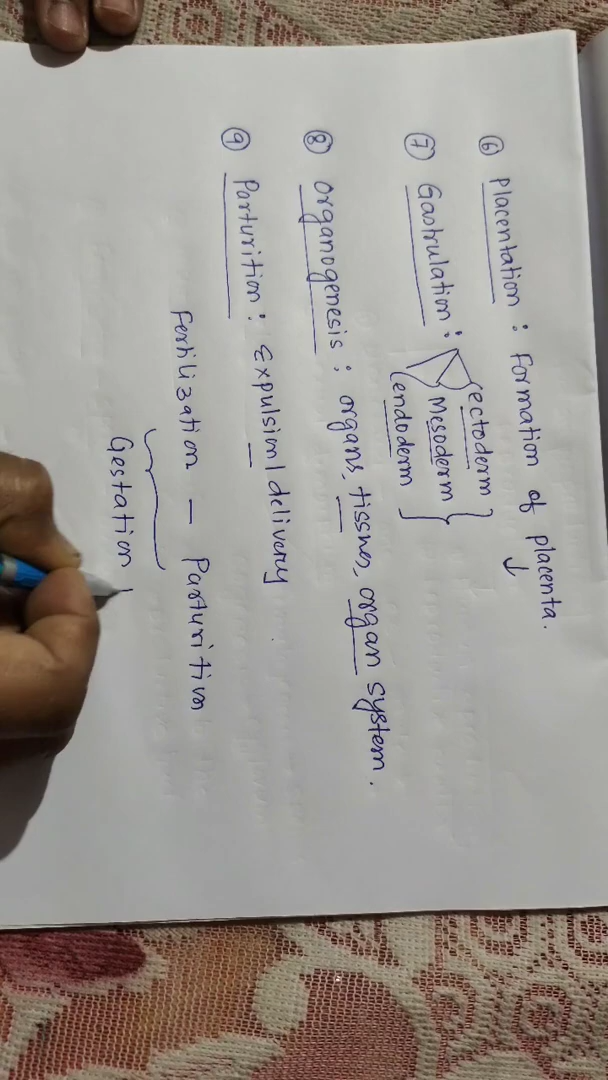 ⑥ Placentation : formation of placenta.
↓
⑦ Gastrulation : ectoderm
Mesoderm
endoderm
⑧ Organogenesis : organs, tissues, organ system.
⑨ Parturition : Expulsion / delivery
Fertilization — Parturition
Gestation